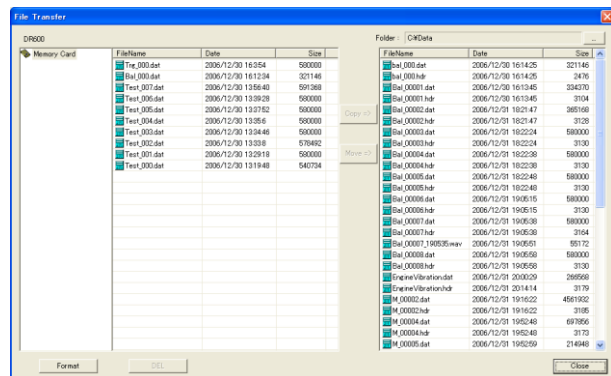 File Transfer
DR600
Folder : C:¥Data
...
Memory Card
FileName Date Size
Trg_000.dat 2006/12/30 16:3:54 580000
Bal_000.dat 2006/12/30 16:12:34 321146
Test_007.dat 2006/12/30 13:56:40 591368
Test_006.dat 2006/12/30 13:39:28 580000
Test_005.dat 2006/12/30 13:37:52 580000
Test_004.dat 2006/12/30 13:35:6 580000
Test_003.dat 2006/12/30 13:34:46 580000
Test_002.dat 2006/12/30 13:33:8 578492
Test_001.dat 2006/12/30 13:29:18 580000
Test_000.dat 2006/12/30 13:19:48 540734
Copy =>
Move =>
FileName Date Size
bal_000.dat 2006/12/30 16:14:25 321146
bal_000.hdr 2006/12/30 16:14:25 2476
Bal_00001.dat 2006/12/30 16:13:45 334370
Bal_00001.hdr 2006/12/30 16:13:45 3104
Bal_00002.dat 2006/12/31 18:21:47 365168
Bal_00002.hdr 2006/12/31 18:21:47 3128
Bal_00003.dat 2006/12/31 18:22:24 580000
Bal_00003.hdr 2006/12/31 18:22:24 3130
Bal_00004.dat 2006/12/31 18:22:38 580000
Bal_00004.hdr 2006/12/31 18:22:38 3130
Bal_00005.dat 2006/12/31 18:22:48 580000
Bal_00005.hdr 2006/12/31 18:22:48 3130
Bal_00006.dat 2006/12/31 19:05:15 580000
Bal_00006.hdr 2006/12/31 19:05:15 3130
Bal_00007.dat 2006/12/31 19:05:38 580000
Bal_00007.hdr 2006/12/31 19:05:38 3164
Bal_00007_190535.wav 2006/12/31 19:05:51 55172
Bal_00008.dat 2006/12/31 19:05:58 580000
Bal_00008.hdr 2006/12/31 19:05:58 3130
EngineVibration.dat 2006/12/31 20:00:29 266568
EngineVibration.hdr 2006/12/31 20:14:14 3179
M_00002.dat 2006/12/31 19:16:22 4561932
M_00002.hdr 2006/12/31 19:16:22 3185
M_00004.dat 2006/12/31 19:52:48 697856
M_00004.hdr 2006/12/31 19:52:48 3173
M_00005.dat 2006/12/31 19:52:59 214948
Format
DEL
Close